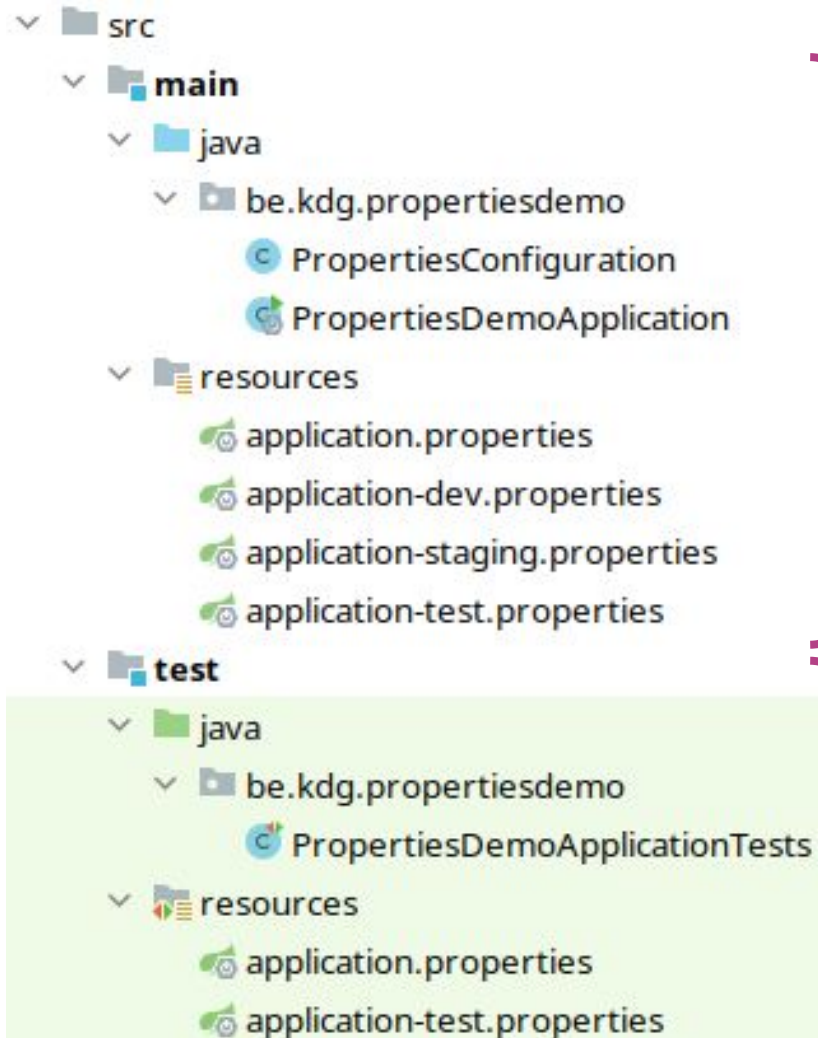 src
main
java
be.kdg.propertiesdemo
C PropertiesConfiguration
C PropertiesDemoApplication
resources
application.properties
application-dev.properties
application-staging.properties
application-test.properties
test
java
be.kdg.propertiesdemo
C PropertiesDemoApplicationTests
resources
application.properties
application-test.properties